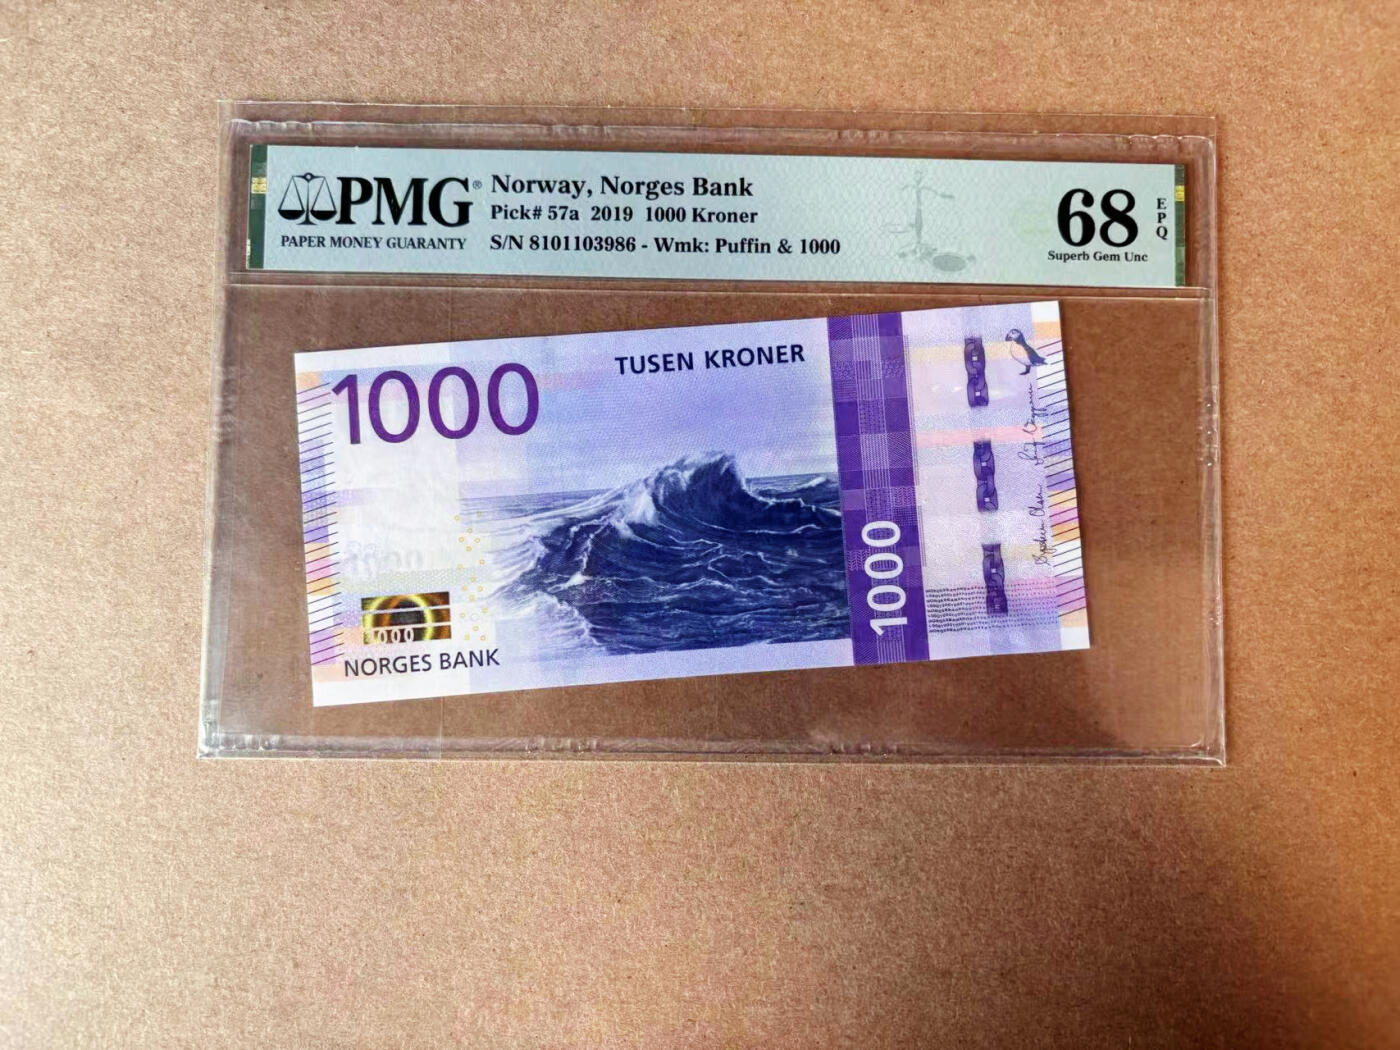 PMG®
PAPER MONEY GUARANTY
Norway, Norges Bank
Pick# 57a 2019 1000 Kroner
S/N 8101103986 - Wmk: Puffin & 1000
68
EPQ
Superb Gem Unc
1000
TUSEN KRONER
1000
1000
NORGES BANK